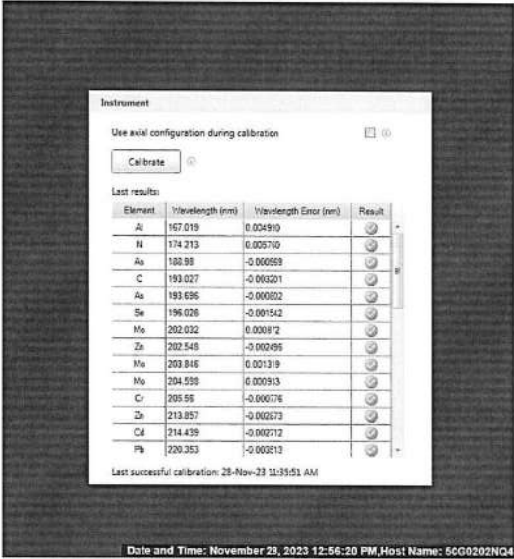 Instrument
Use axial configuration during calibration
Calibrate
Last results:
Element Wavelength (nm) Wavelength Error (nm) Result
Al 167.019 0.004910
N 174.213
As 188.98
C 193.027 -0.003201
As 193.696 -0.000802
Se 196.026 -0.001542
Mo 202.032 0.000812
Zn 202.548 -0.002496
Mo 203.846 0.001319
Mo 204.598 0.000913
Cr 205.56 -0.000776
Zn 213.857 -0.002673
Cd 214.439 -0.002712
Pb 220.353 -0.003813
Last successful calibration: 28-Nov-23 11:35:51 AM
Date and Time: November 28, 2023 12:56:20 PM,Host Name: 5CG0202NQ4